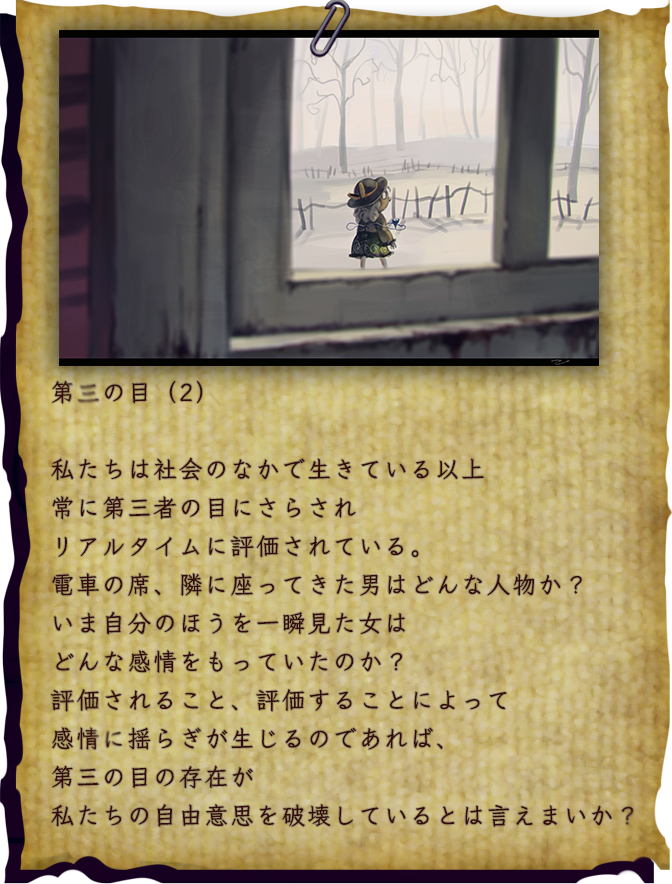 第三の目（2）
私たちは社会のなかで生きている以上
常に第三者の目にさらされ
リアルタイムに評価されている。
電車の席、隣に座ってきた男はどんな人物か？
いま自分のほうを一瞬見た女は
どんな感情をもっていたのか？
評価されること、評価することによって
感情に揺らぎが生じるのであれば、
第三の目の存在が
私たちの自由意思を破壊しているとは言えまいか？